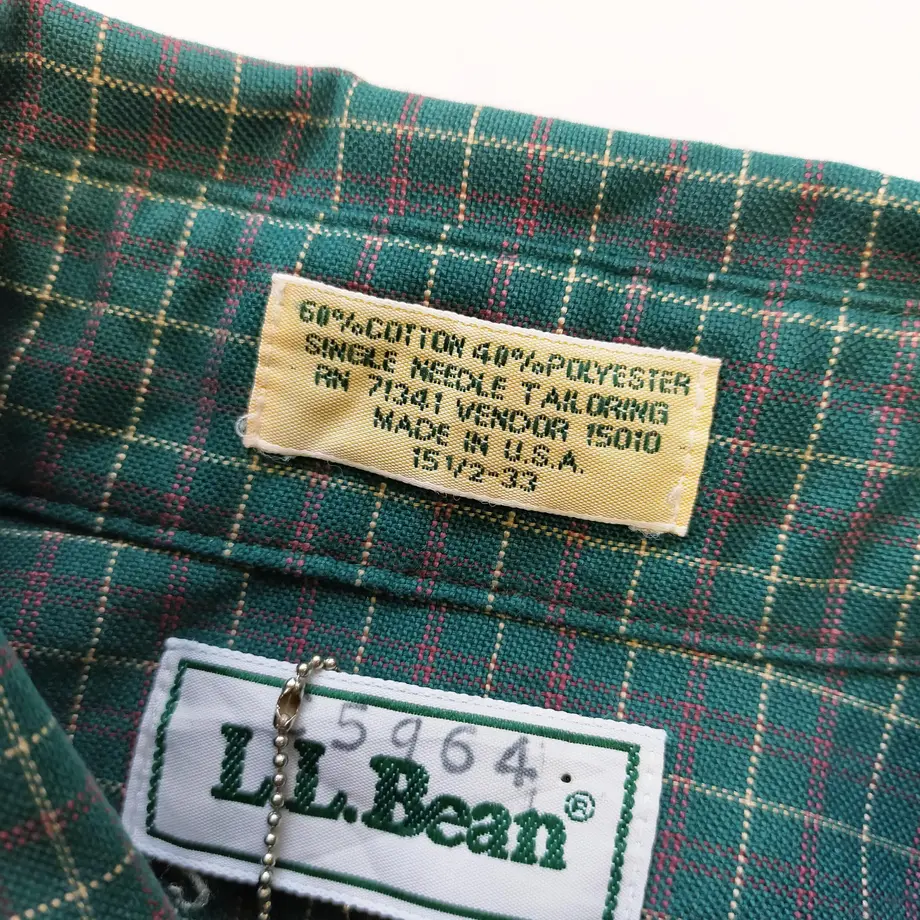 60%COTTON 40%POLYESTER
SINGLE NEEDLE TAILORING
RN 71341 VENDOR 15010
MADE IN U.S.A.
15 1/2-33
5964
L.L.Bean®